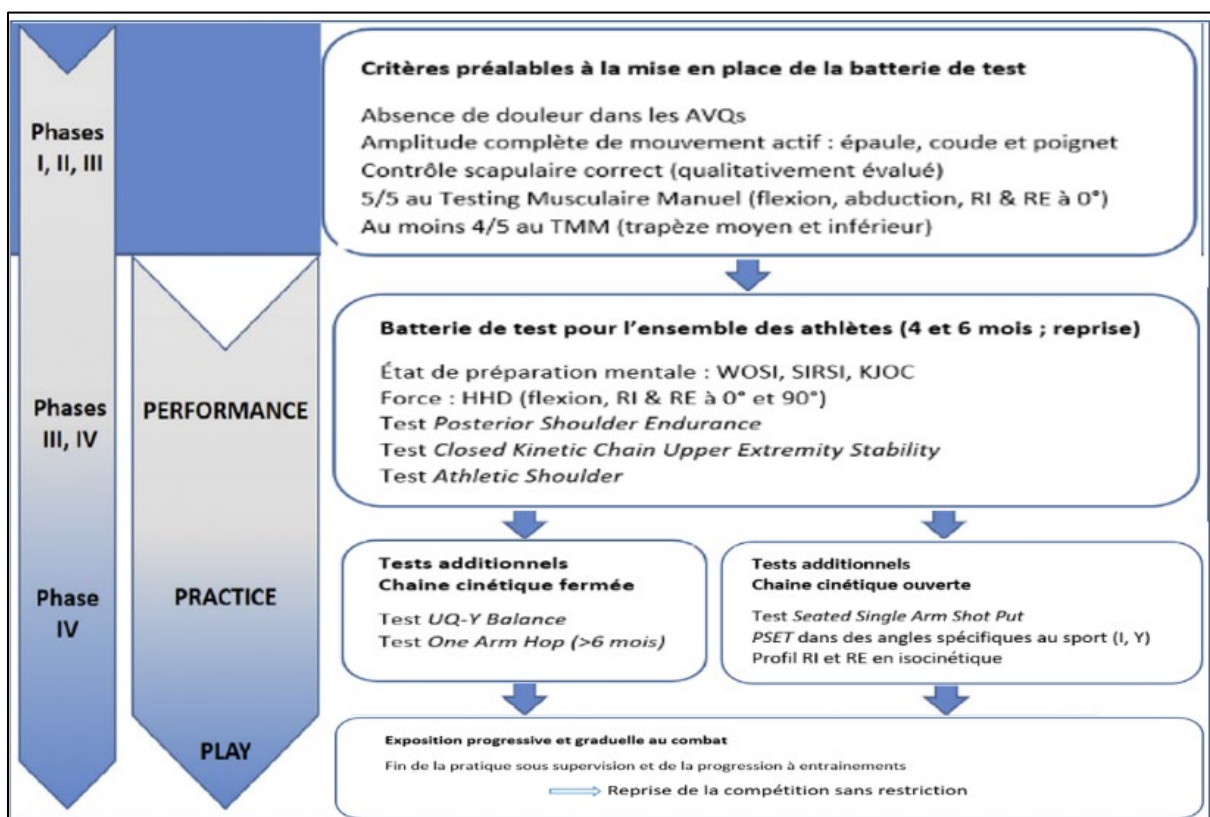 Phases
I, II, III
Critères préalables à la mise en place de la batterie de test
Absence de douleur dans les AVQs
Amplitude complète de mouvement actif : épaule, coude et poignet
Contrôle scapulaire correct (qualitativement évalué)
5/5 au Testing Musculaire Manuel (flexion, abduction, RI & RE à 0°)
Au moins 4/5 au TMM (trapèze moyen et inférieur)
Phases
III, IV
PERFORMANCE
Batterie de test pour l’ensemble des athlètes (4 et 6 mois ; reprise)
État de préparation mentale : WOSI, SIRSI, KJOC
Force : HHD (flexion, RI & RE à 0° et 90°)
Test Posterior Shoulder Endurance
Test Closed Kinetic Chain Upper Extremity Stability
Test Athletic Shoulder
Phase
IV
PRACTICE
Tests additionnels
Chaine cinétique fermée
Test UQ-Y Balance
Test One Arm Hop (>6 mois)
Tests additionnels
Chaine cinétique ouverte
Test Seated Single Arm Shot Put
PSET dans des angles spécifiques au sport (I, Y)
Profil RI et RE en isocinétique
PLAY
Exposition progressive et graduelle au combat
Fin de la pratique sous supervision et de la progression à entrainements
Reprise de la compétition sans restriction